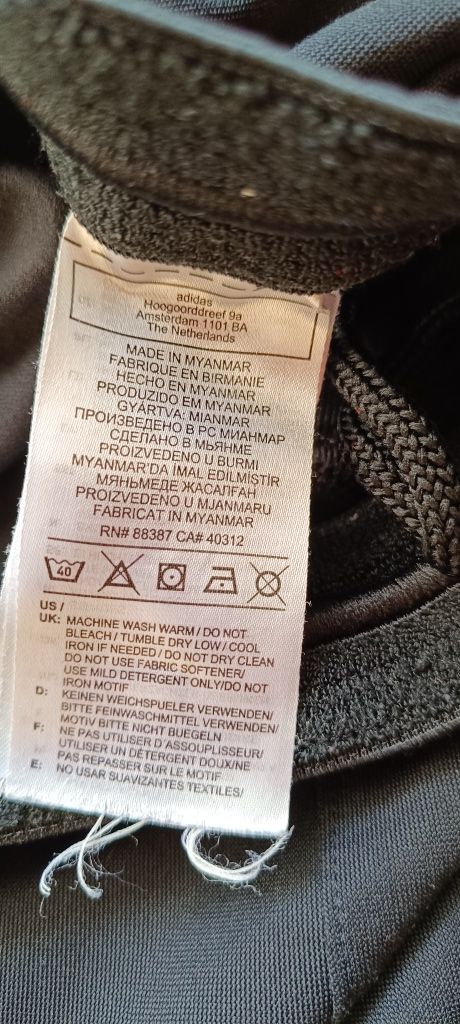 adidas
Hoogoorddreef 9a
Amsterdam 1101 BA
The Netherlands
MADE IN MYANMAR
FABRIQUE EN BIRMANIE
HECHO EN MYANMAR
PRODUZIDO EM MYANMAR
GYÁRTVA: MIANMAR
ПРОИЗВЕДЕНО В РС МИАНМАР
СДЕЛАНО В МЬЯНМЕ
PROIZVEDENO U BURMI
MYANMAR'DA İMAL EDİLMİŞTİR
МЯНЬМЕДЕ ЖАСАЛҒАН
PROIZVEDENO U MJANMARU
FABRICAT IN MYANMAR
RN# 88387 CA# 40312
40
US /
UK: MACHINE WASH WARM / DO NOT
BLEACH / TUMBLE DRY LOW / COOL
IRON IF NEEDED / DO NOT DRY CLEAN
DO NOT USE FABRIC SOFTENER/
USE MILD DETERGENT ONLY/DO NOT
IRON MOTIF
D: KEINEN WEICHSPUELER VERWENDEN/
BITTE FEINWASCHMITTEL VERWENDEN/
MOTIV BITTE NICHT BUEGELN
F: NE PAS UTILISER D'ASSOUPLISSEUR/
UTILISER UN DÉTERGENT DOUX/NE
PAS REPASSER SUR LE MOTIF
E: NO USAR SUAVIZANTES TEXTILES/